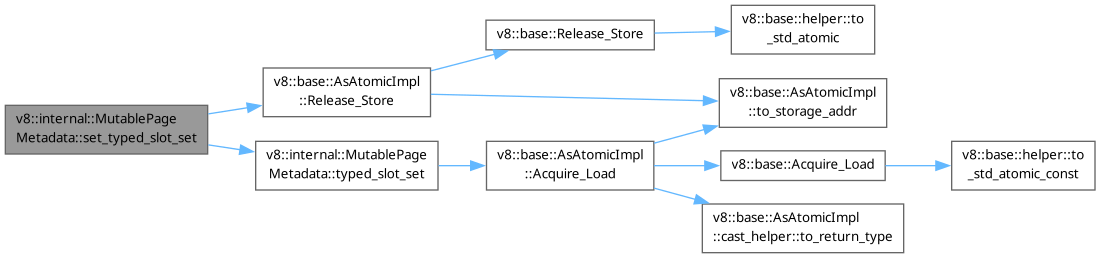 v8::internal::MutablePage
Metadata::set_typed_slot_set
v8::base::AsAtomicImpl
::Release_Store
v8::base::Release_Store
v8::base::helper::to
_std_atomic
v8::base::AsAtomicImpl
::to_storage_addr
v8::internal::MutablePage
Metadata::typed_slot_set
v8::base::AsAtomicImpl
::Acquire_Load
v8::base::Acquire_Load
v8::base::helper::to
_std_atomic_const
v8::base::AsAtomicImpl
::cast_helper::to_return_type